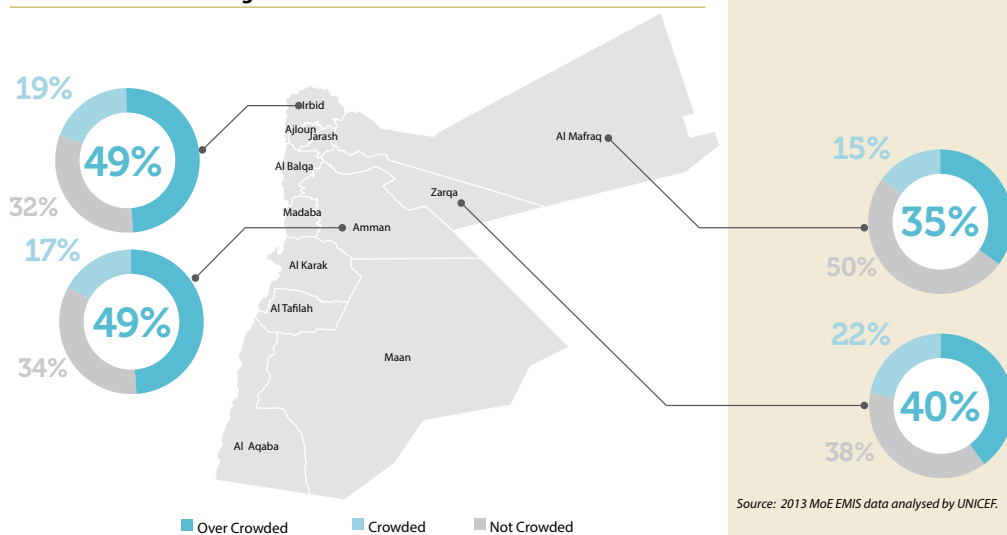 19%
49%
32%
17%
49%
34%
Irbid
Ajloun
Jarash
Al Balqa
Madaba
Amman
Zarqa
Al Mafraq
Al Karak
Al Tafilah
Maan
Al Aqaba
15%
35%
50%
22%
40%
38%
Source: 2013 MoE EMIS data analysed by UNICEF.
Over Crowded
Crowded
Not Crowded